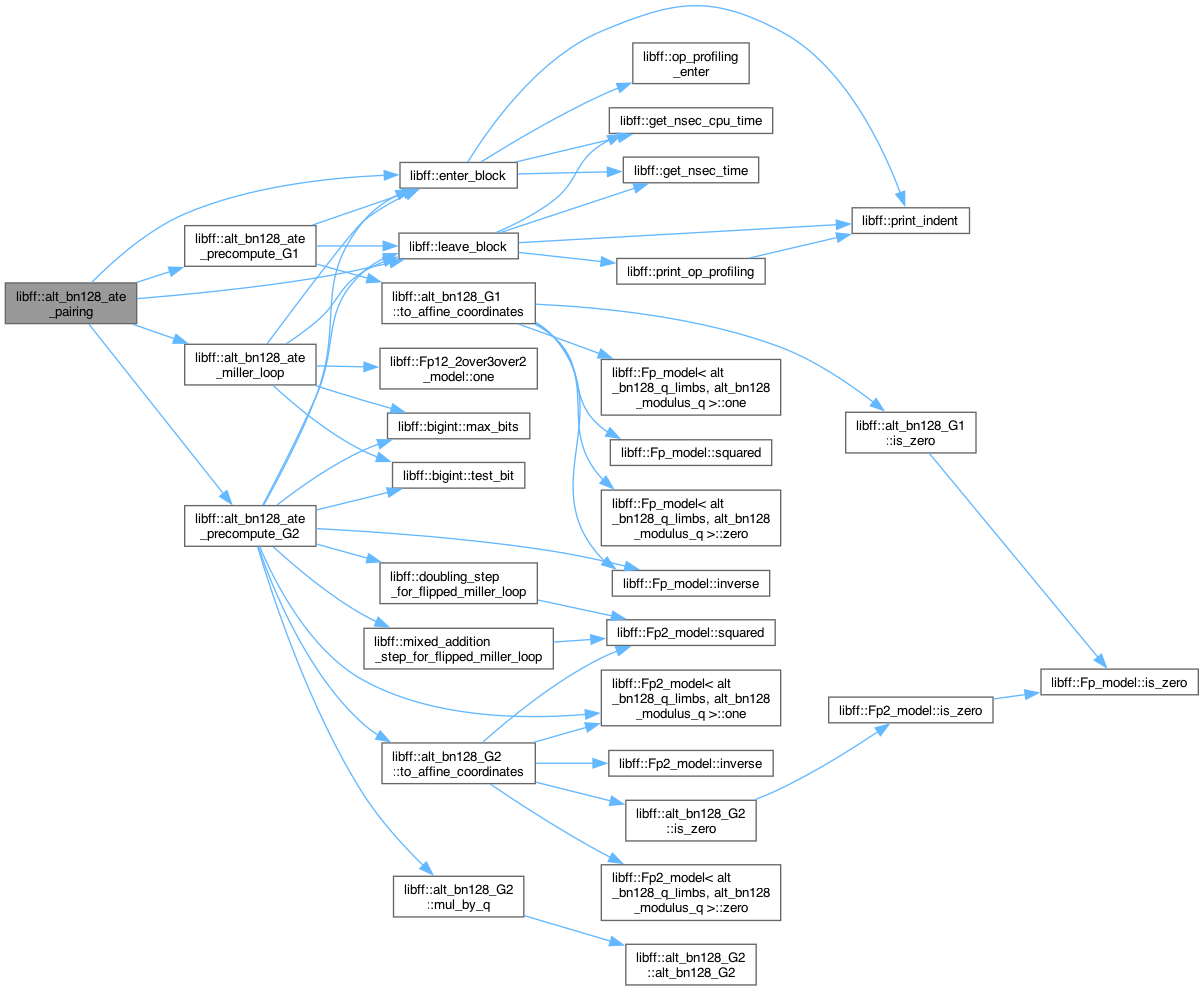 libff::alt_bn128_ate
_pairing
libff::alt_bn128_ate
_precompute_G1
libff::alt_bn128_ate
_miller_loop
libff::alt_bn128_ate
_precompute_G2
libff::enter_block
libff::leave_block
libff::alt_bn128_G1
::to_affine_coordinates
libff::Fp12_2over3over2
_model::one
libff::bigint::max_bits
libff::bigint::test_bit
libff::doubling_step
_for_flipped_miller_loop
libff::mixed_addition
_step_for_flipped_miller_loop
libff::alt_bn128_G2
::to_affine_coordinates
libff::alt_bn128_G2
::mul_by_q
libff::op_profiling
_enter
libff::get_nsec_cpu_time
libff::get_nsec_time
libff::print_op_profiling
libff::Fp_model< alt
_bn128_q_limbs, alt_bn128
_modulus_q >::one
libff::Fp_model::squared
libff::Fp_model< alt
_bn128_q_limbs, alt_bn128
_modulus_q >::zero
libff::Fp_model::inverse
libff::Fp2_model::squared
libff::Fp2_model< alt
_bn128_q_limbs, alt_bn128
_modulus_q >::one
libff::Fp2_model::inverse
libff::alt_bn128_G2
::is_zero
libff::Fp2_model< alt
_bn128_q_limbs, alt_bn128
_modulus_q >::zero
libff::alt_bn128_G2
::alt_bn128_G2
libff::print_indent
libff::alt_bn128_G1
::is_zero
libff::Fp2_model::is_zero
libff::Fp_model::is_zero